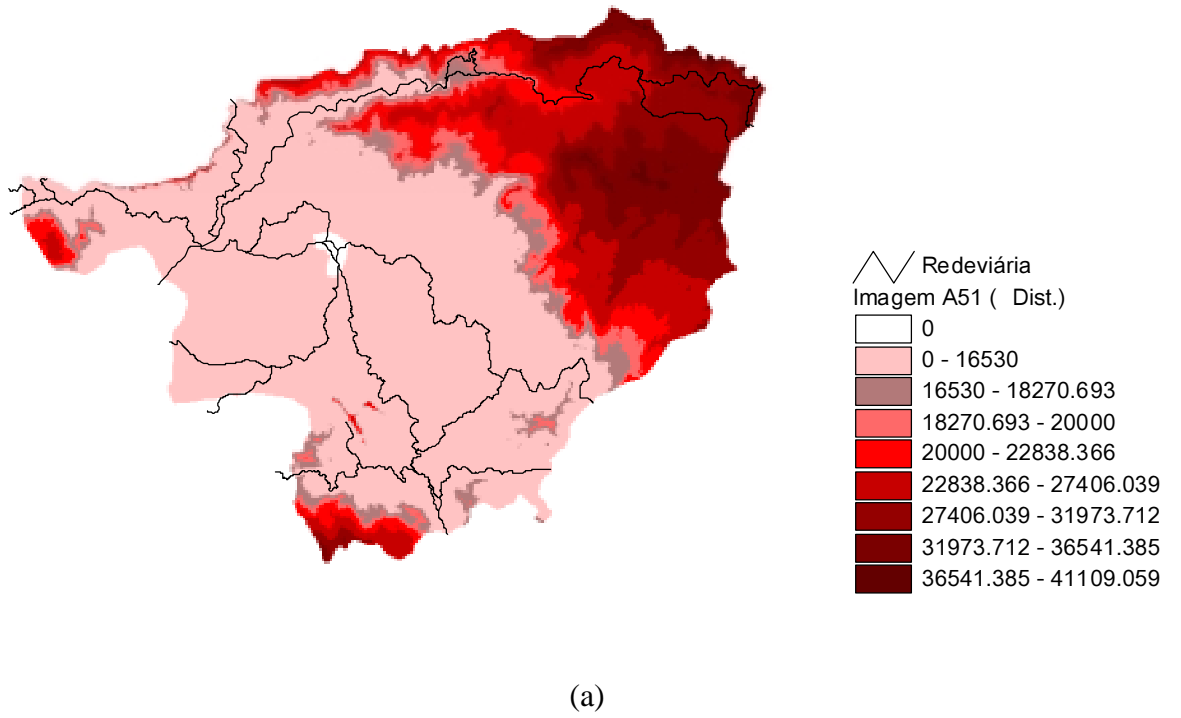 Redeviária
Imagem A51 ( Dist.)
0
0 - 16530
16530 - 18270.693
18270.693 - 20000
20000 - 22838.366
22838.366 - 27406.039
27406.039 - 31973.712
31973.712 - 36541.385
36541.385 - 41109.059
(a)